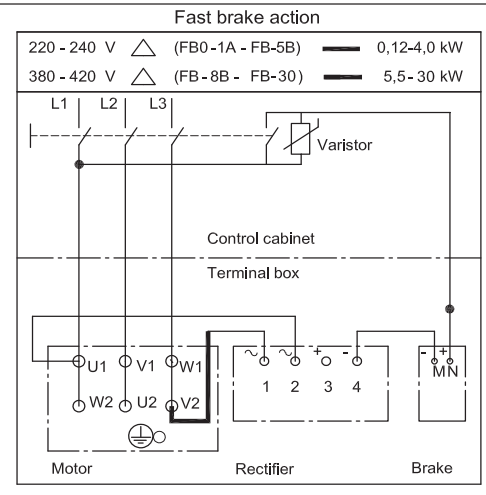 Fast brake action
220 - 240 V △ (FB0 -1A - FB-5B) 0,12-4,0 kW
380 - 420 V △ (FB - 8B - FB-30) 5,5 - 30 kW
L1 L2 L3
Varistor
Control cabinet
Terminal box
U1 V1 W1 ~ ~ + - - +
1 2 3 4 MN
W2 U2 V2
Motor Rectifier Brake